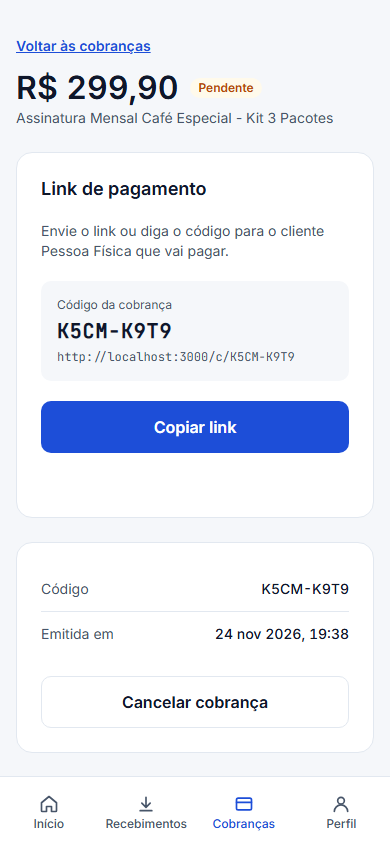 Voltar às cobranças
R$ 299,90 Pendente
Assinatura Mensal Café Especial - Kit 3 Pacotes
Link de pagamento
Envie o link ou diga o código para o cliente
Pessoa Física que vai pagar.
Código da cobrança
K5CM-K9T9
http://localhost:3000/c/K5CM-K9T9
Copiar link
Código K5CM-K9T9
Emitida em 24 nov 2026, 19:38
Cancelar cobrança
Início Recebimentos Cobranças Perfil